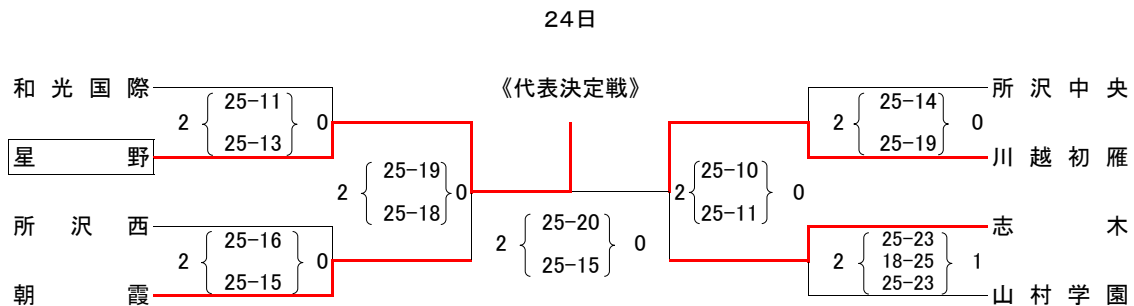 24日
和光国際
《代表決定戦》
所沢中央
25-11
2 0
25-13
25-14
2 0
25-19
星野
川越初雁
25-19
2 0
25-18
25-10
2 0
25-11
所沢西
志木
25-20
2 0
25-15
25-16
2 0
25-15
25-23
2 18-25 1
25-23
朝霞
山村学園